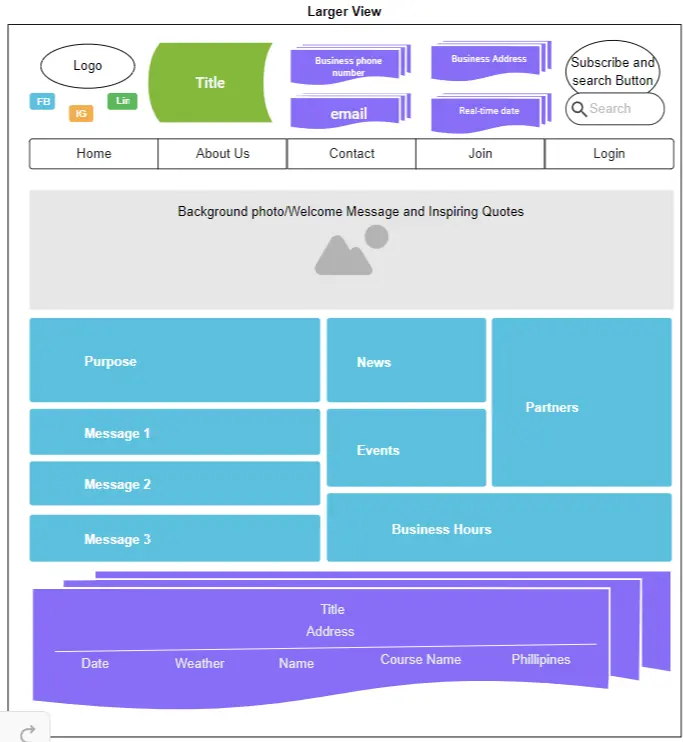 Larger View
Logo
FB
IG
Lin
Title
Business phone
number
email
Business Address
Real-time date
Subscribe and
search Button
Search
Home
About Us
Contact
Join
Login
Background photo/Welcome Message and Inspiring Quotes
Purpose
News
Partners
Message 1
Events
Message 2
Business Hours
Message 3
Title
Address
Date
Weather
Name
Course Name
Phillipines